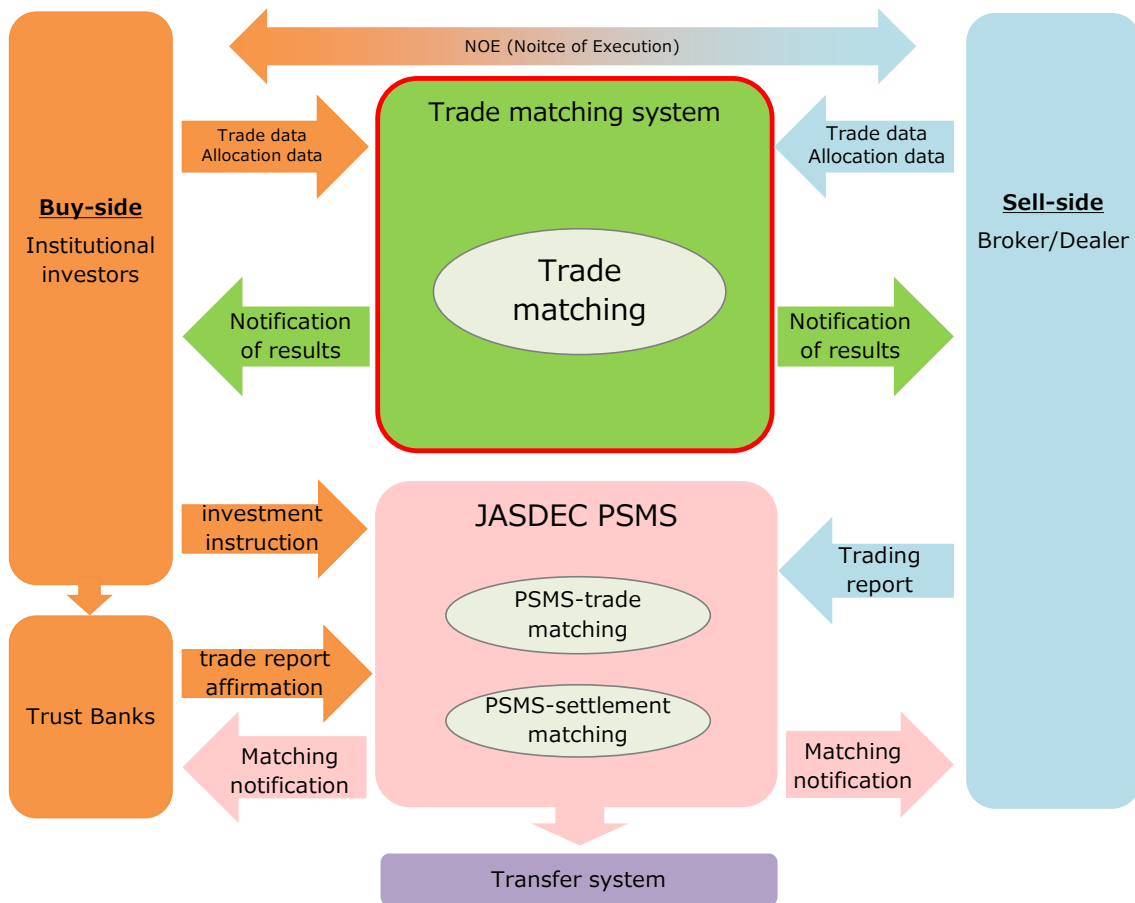 NOE (Noitce of Execution)
Trade matching system
Trade data
Allocation data
Trade data
Allocation data
Buy-side
Institutional
investors
Sell-side
Broker/Dealer
Trade
matching
Notification
of results
Notification
of results
investment
instruction
JASDEC PSMS
Trading
report
PSMS-trade
matching
trade report
affirmation
Trust Banks
PSMS-settlement
matching
Matching
notification
Matching
notification
Transfer system